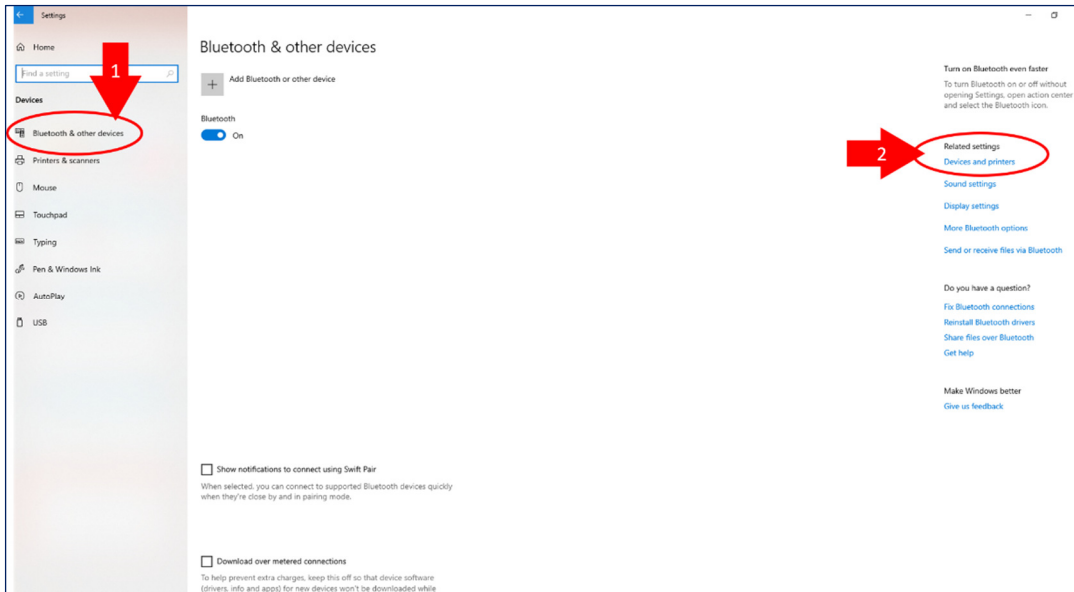 Settings
Home
Find a setting
1
Devices
Bluetooth & other devices
Printers & scanners
Mouse
Touchpad
Typing
Pen & Windows Ink
AutoPlay
USB
Bluetooth & other devices
Add Bluetooth or other device
Bluetooth
On
Show notifications to connect using Swift Pair
When selected, you can connect to supported Bluetooth devices quickly
when they're close by and in pairing mode.
Download over metered connections
To help prevent extra charges, keep this off so that device software
(drivers, info and apps) for new devices won't be downloaded while
Turn on Bluetooth even faster
To turn Bluetooth on or off without
opening Settings, open action center
and select the Bluetooth icon.
2
Related settings
Devices and printers
Sound settings
Display settings
More Bluetooth options
Send or receive files via Bluetooth
Do you have a question?
Fix Bluetooth connections
Reinstall Bluetooth drivers
Share files over Bluetooth
Get help
Make Windows better
Give us feedback